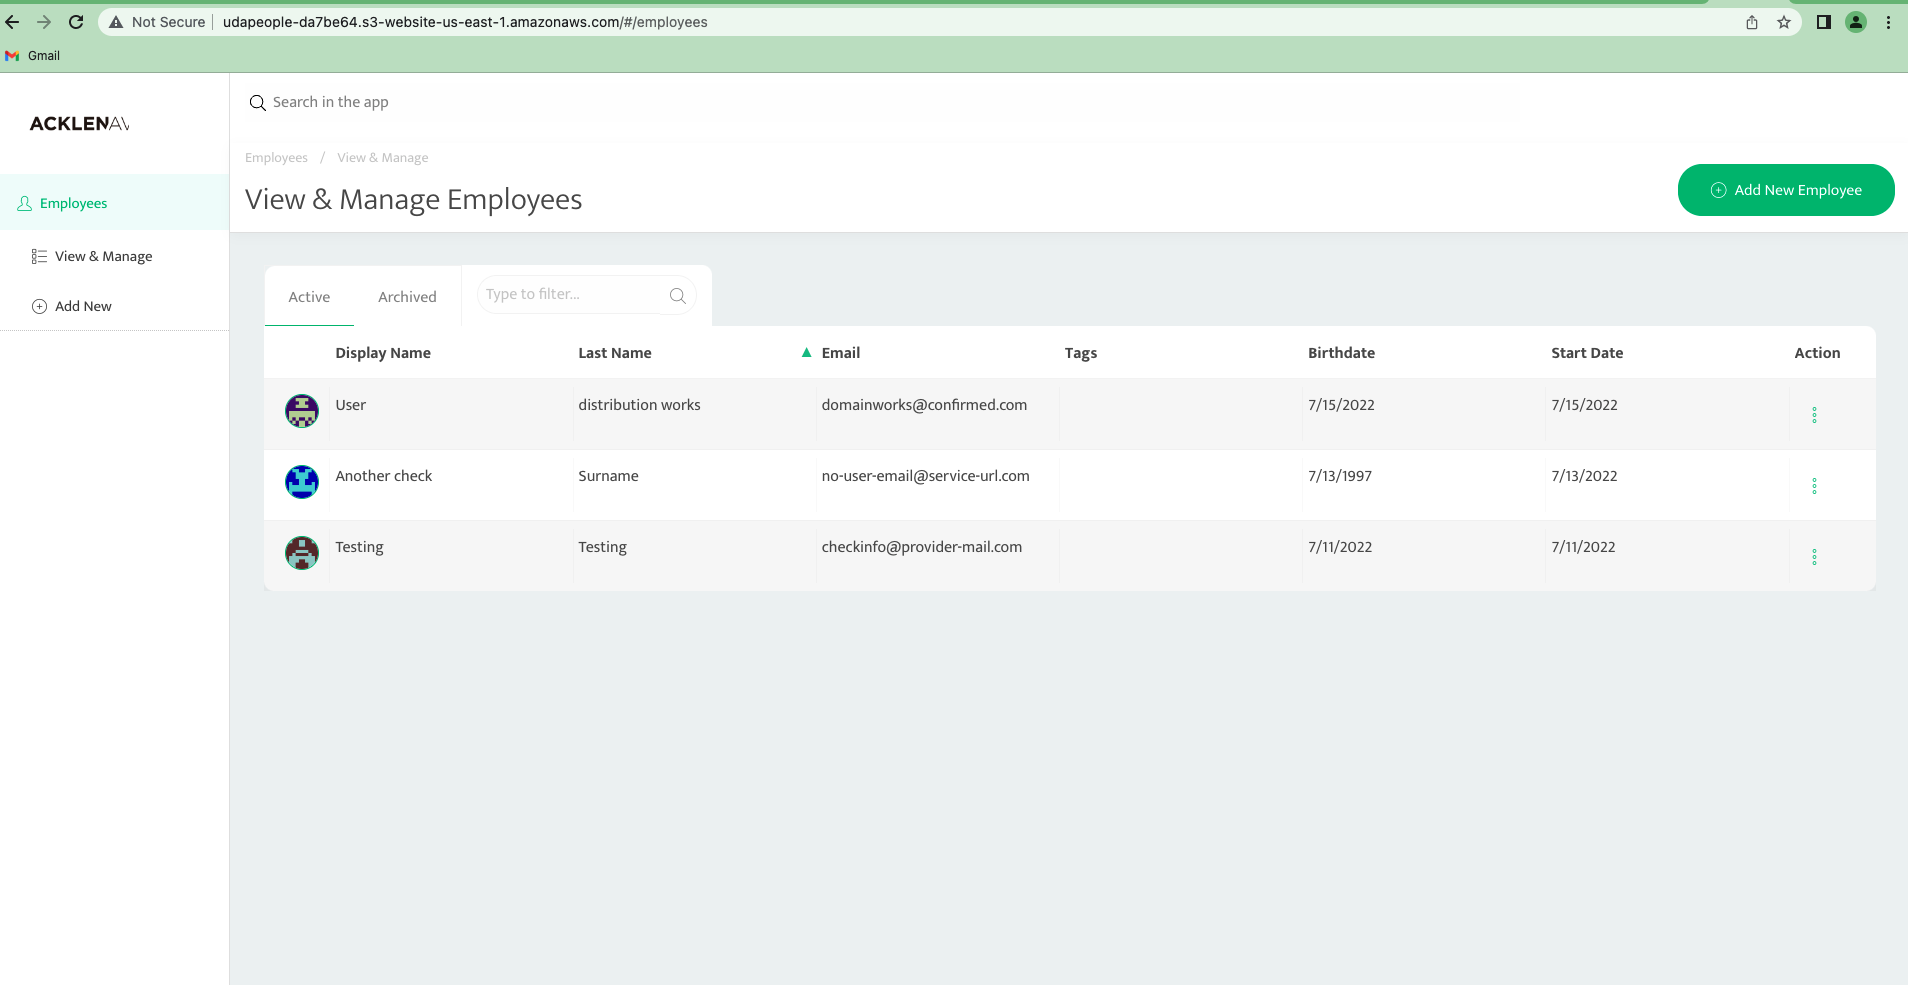 Not Secure | udapeople-da7be64.s3-website-us-east-1.amazonaws.com/#/employees
Gmail
ACKLENAV
Search in the app
Employees / View & Manage
View & Manage Employees
Add New Employee
Employees
View & Manage
Add New
Active Archived Type to filter...
Display Name Last Name Email Tags Birthdate Start Date Action
User distribution works domainworks@confirmed.com 7/15/2022 7/15/2022
Another check Surname no-user-email@service-url.com 7/13/1997 7/13/2022
Testing Testing checkinfo@provider-mail.com 7/11/2022 7/11/2022